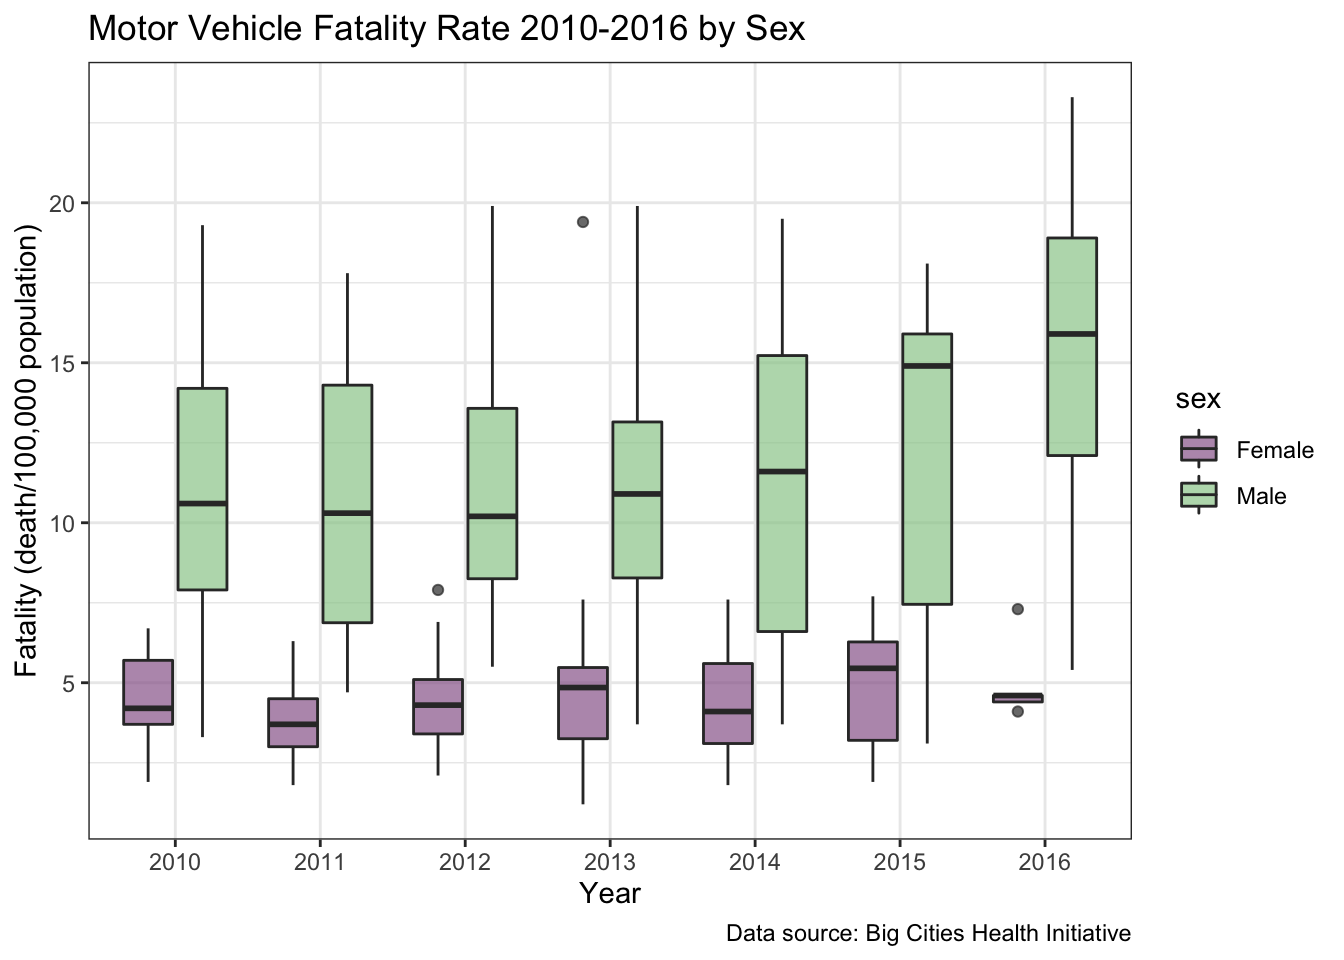 Motor Vehicle Fatality Rate 2010-2016 by Sex
Fatality (death/100,000 population)
20
15
10
5
2010 2011 2012 2013 2014 2015 2016
Year
sex
Female
Male
Data source: Big Cities Health Initiative